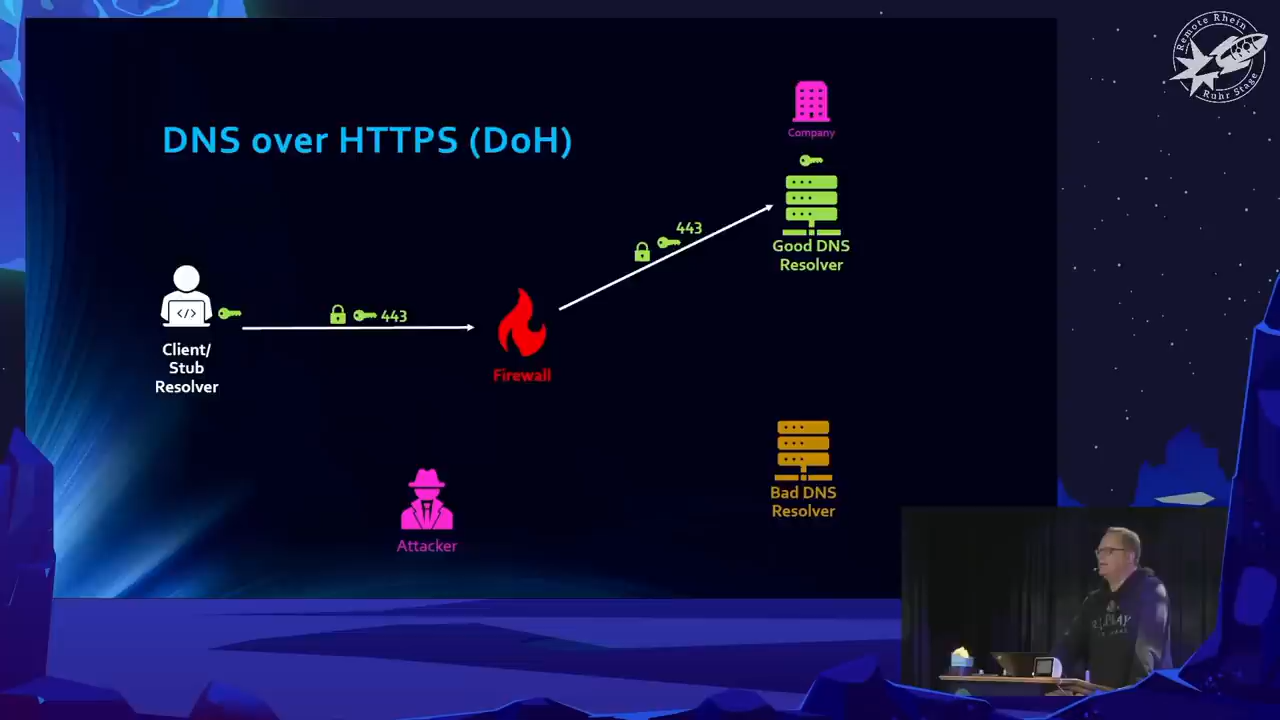 Remote Rhein
Ruhr Stage
Company
DNS over HTTPS (DoH)
443
Good DNS
Resolver
</>
443
Client/
Stub
Resolver
Firewall
Bad DNS
Resolver
Attacker